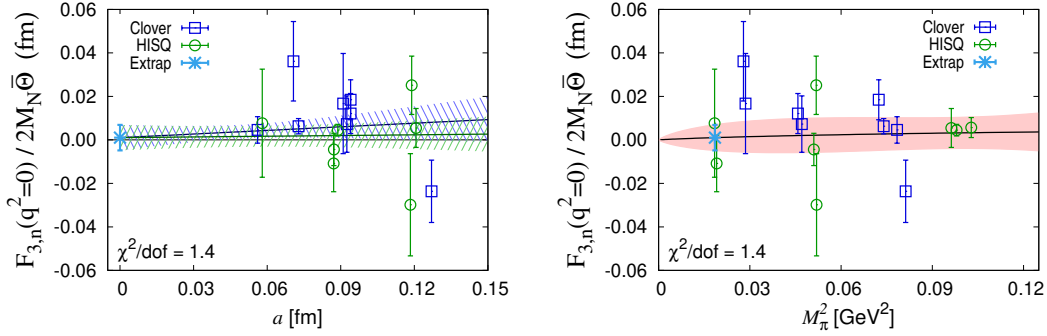 F₃,ₙ(q²=0) / 2M_N Θ̄ (fm)
0.06
0.04
0.02
0.00
-0.02
-0.04
-0.06
Clover
HISQ
Extrap
χ²/dof = 1.4
0
0.03
0.06
0.09
0.12
0.15
a [fm]
F₃,ₙ(q²=0) / 2M_N Θ̄ (fm)
0.06
0.04
0.02
0.00
-0.02
-0.04
-0.06
Clover
HISQ
Extrap
χ²/dof = 1.4
0
0.03
0.06
0.09
0.12
M_π² [GeV²]